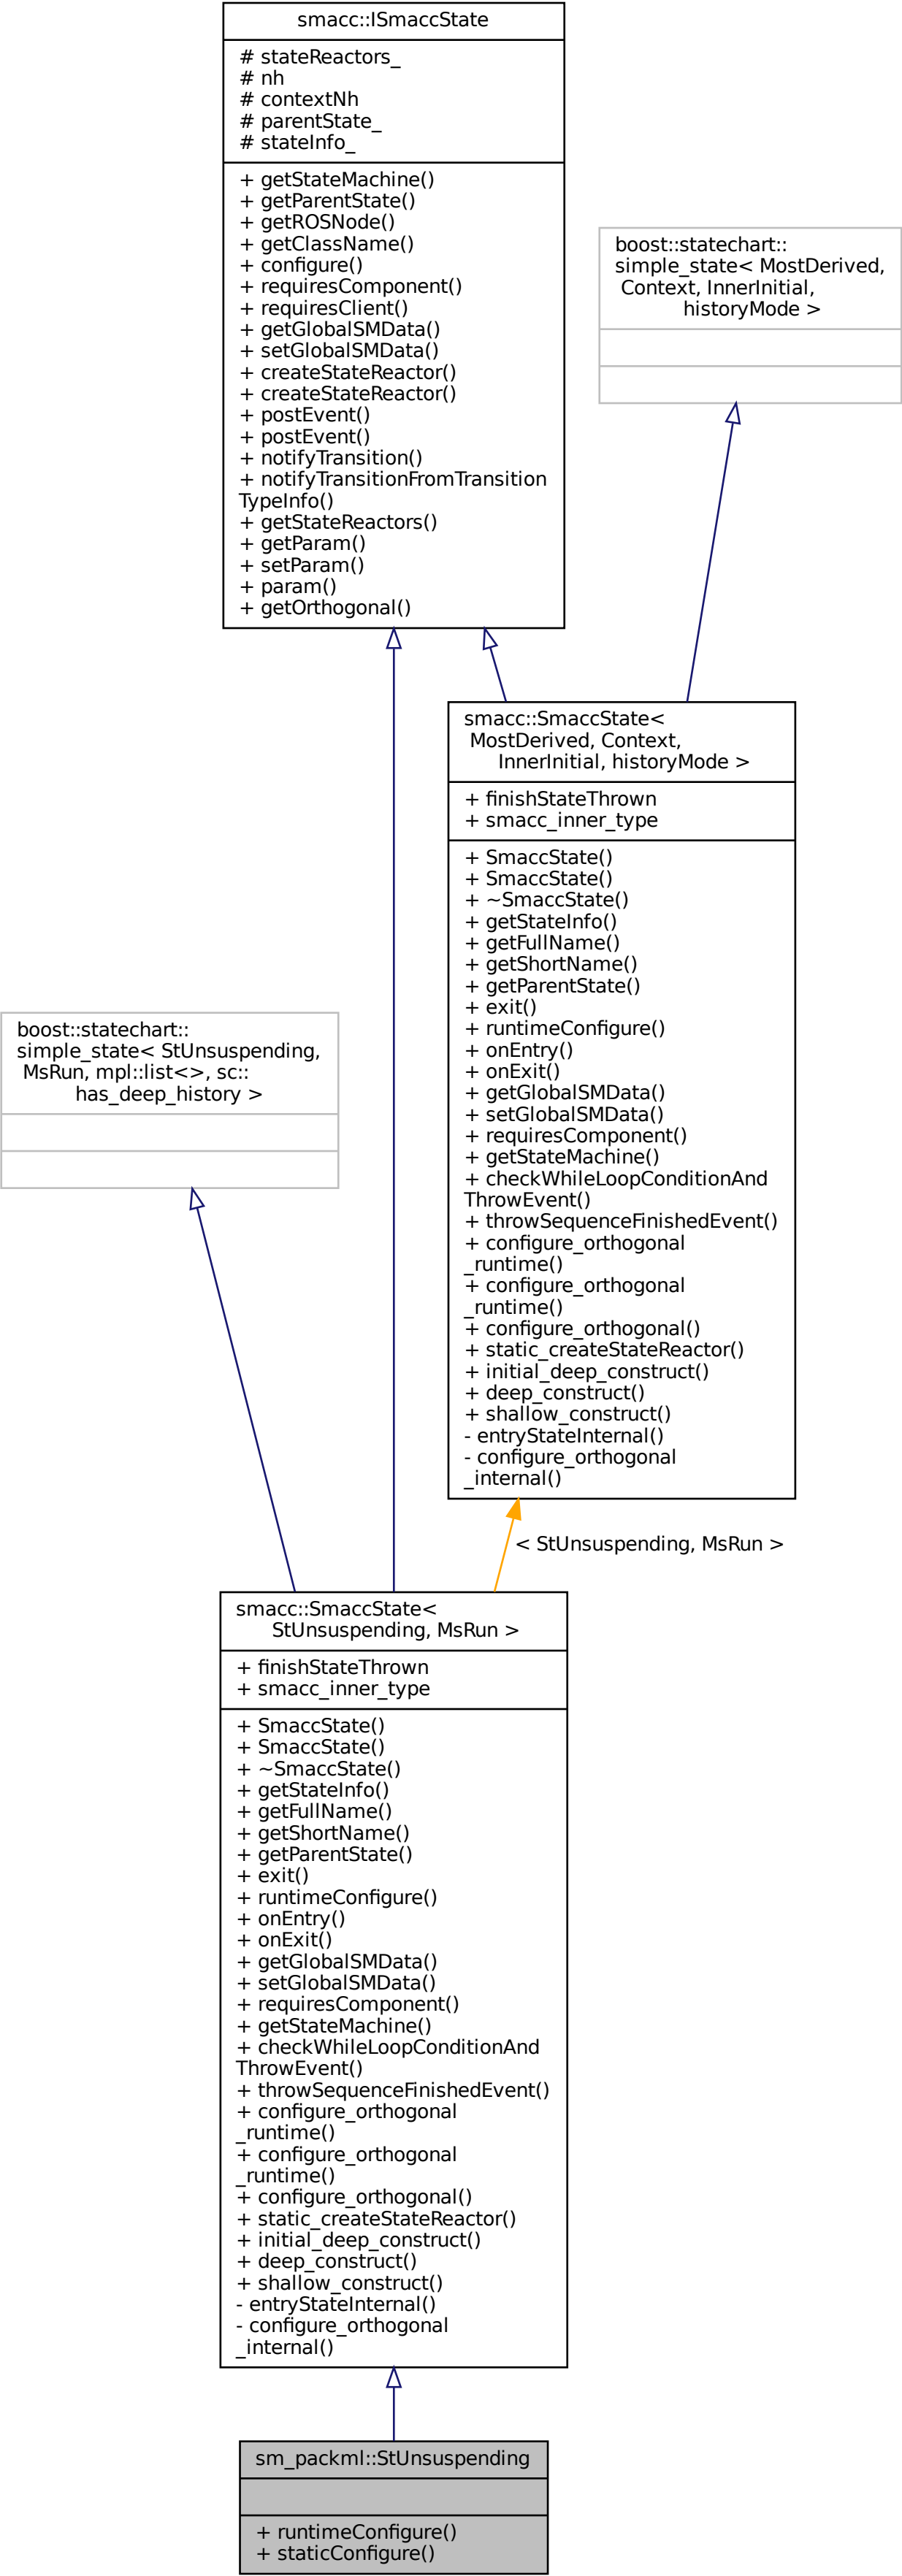 smacc::ISmaccState
# stateReactors_
# nh
# contextNh
# parentState_
# stateInfo_
+ getStateMachine()
+ getParentState()
+ getROSNode()
+ getClassName()
+ configure()
+ requiresComponent()
+ requiresClient()
+ getGlobalSMData()
+ setGlobalSMData()
+ createStateReactor()
+ createStateReactor()
+ postEvent()
+ postEvent()
+ notifyTransition()
+ notifyTransitionFromTransition
TypeInfo()
+ getStateReactors()
+ getParam()
+ setParam()
+ param()
+ getOrthogonal()
boost::statechart::
simple_state< MostDerived,
Context, InnerInitial,
historyMode >
smacc::SmaccState<
MostDerived, Context,
InnerInitial, historyMode >
+ finishStateThrown
+ smacc_inner_type
+ SmaccState()
+ SmaccState()
+ ~SmaccState()
+ getStateInfo()
+ getFullName()
+ getShortName()
+ getParentState()
+ exit()
+ runtimeConfigure()
+ onEntry()
+ onExit()
+ getGlobalSMData()
+ setGlobalSMData()
+ requiresComponent()
+ getStateMachine()
+ checkWhileLoopConditionAnd
ThrowEvent()
+ throwSequenceFinishedEvent()
+ configure_orthogonal
_runtime()
+ configure_orthogonal
_runtime()
+ configure_orthogonal()
+ static_createStateReactor()
+ initial_deep_construct()
+ deep_construct()
+ shallow_construct()
- entryStateInternal()
- configure_orthogonal
_internal()
boost::statechart::
simple_state< StUnsuspending,
MsRun, mpl::list<>, sc::
has_deep_history >
< StUnsuspending, MsRun >
smacc::SmaccState<
StUnsuspending, MsRun >
+ finishStateThrown
+ smacc_inner_type
+ SmaccState()
+ SmaccState()
+ ~SmaccState()
+ getStateInfo()
+ getFullName()
+ getShortName()
+ getParentState()
+ exit()
+ runtimeConfigure()
+ onEntry()
+ onExit()
+ getGlobalSMData()
+ setGlobalSMData()
+ requiresComponent()
+ getStateMachine()
+ checkWhileLoopConditionAnd
ThrowEvent()
+ throwSequenceFinishedEvent()
+ configure_orthogonal
_runtime()
+ configure_orthogonal
_runtime()
+ configure_orthogonal()
+ static_createStateReactor()
+ initial_deep_construct()
+ deep_construct()
+ shallow_construct()
- entryStateInternal()
- configure_orthogonal
_internal()
sm_packml::StUnsuspending
+ runtimeConfigure()
+ staticConfigure()